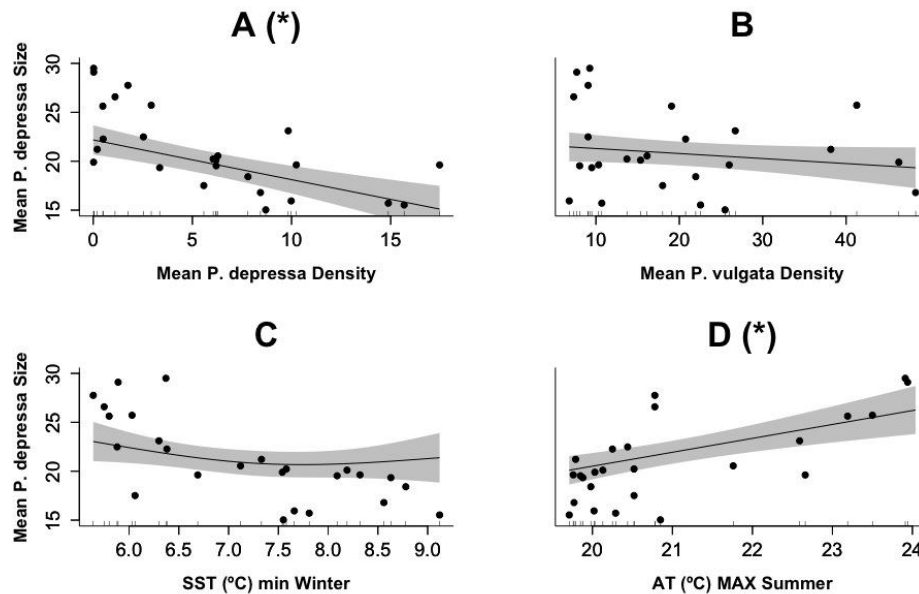 A (*)
B
Mean P. depressa Size
30
25
20
15
0 5 10 15
10 20 30 40
Mean P. depressa Density
Mean P. vulgata Density
C
D (*)
Mean P. depressa Size
30
25
20
15
6.0 6.5 7.0 7.5 8.0 8.5 9.0
20 21 22 23 24
SST (ºC) min Winter
AT (ºC) MAX Summer